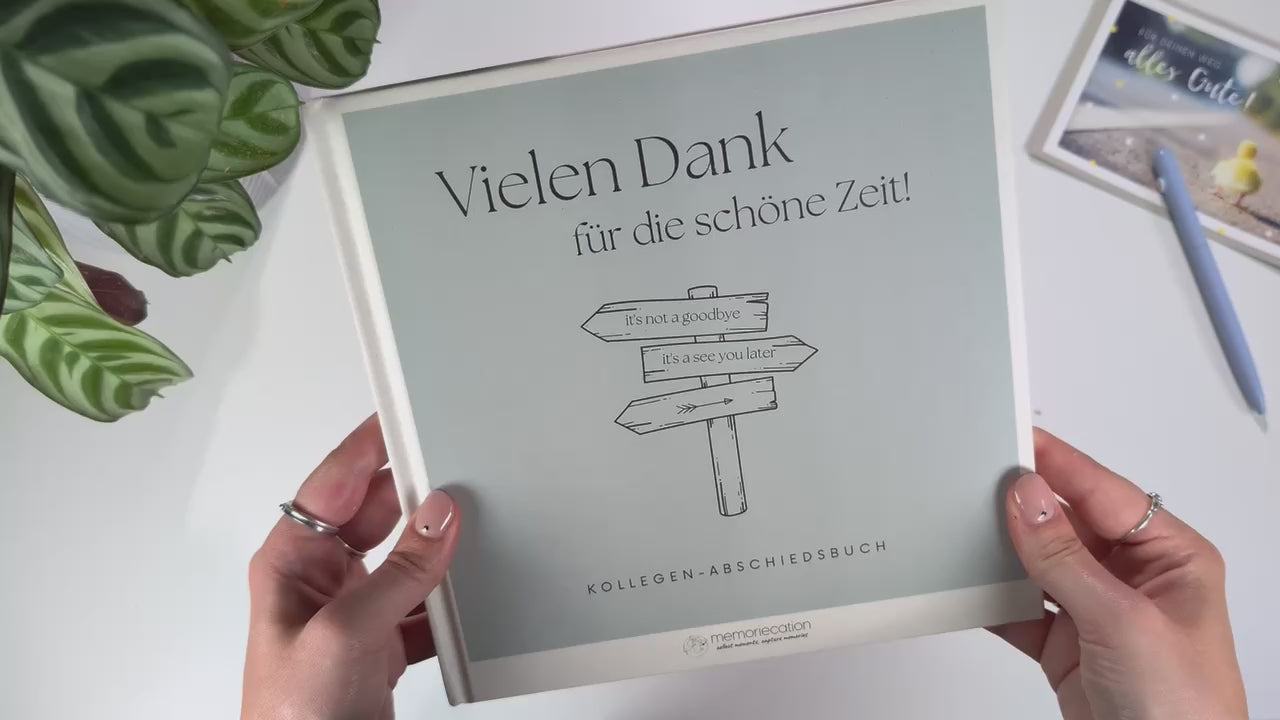 Vielen Dank
für die schöne Zeit!
it's not a goodbye
it's a see you later
KOLLEGEN-ABSCHIEDSBUCH
memoriecation
collect moments, capture memories
FÜR DEINEN WEG
alles Gute!